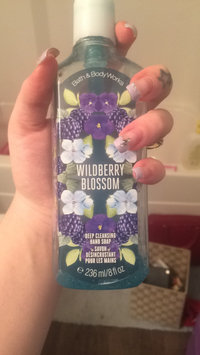 Bath & Body Works
WILDBERRY
BLOSSOM
DEEP CLEANSING
HAND SOAP
SAVON
DÉSINCRUSTANT
POUR LES MAINS
236 ml/8 fl oz